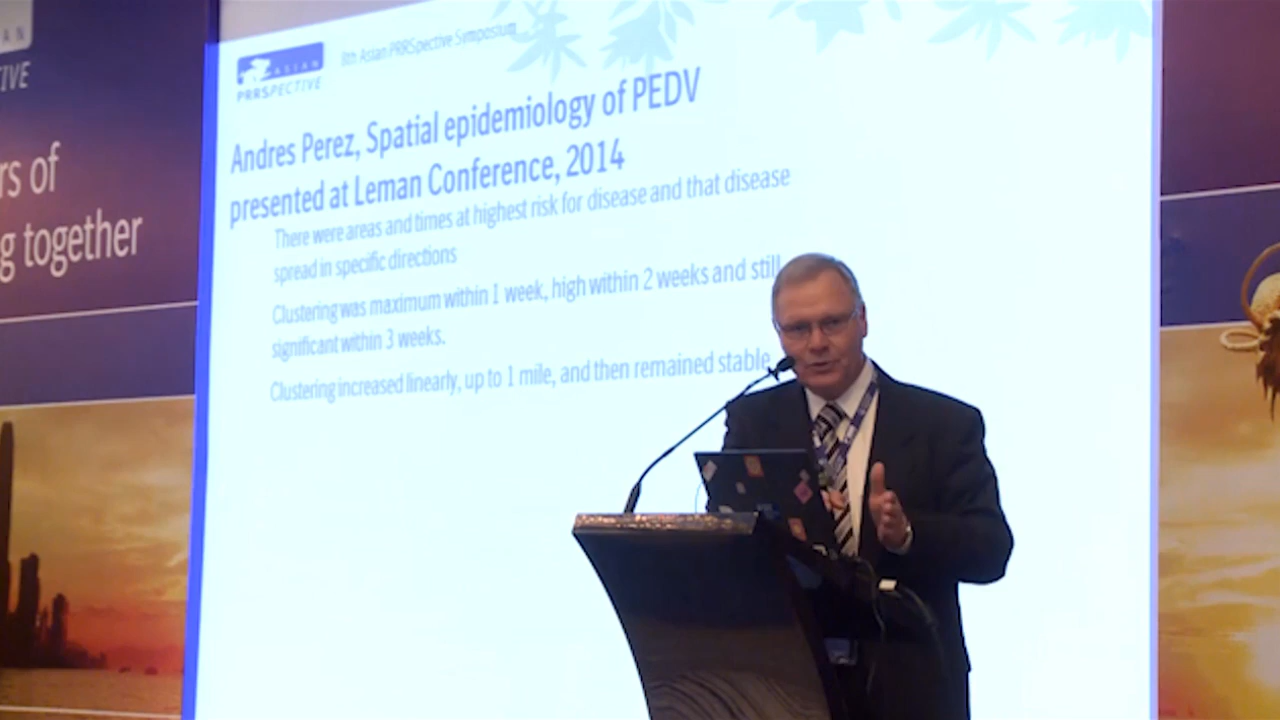 AN
IVE
rs of
g together
ASIAN
PRRSPECTIVE
8th Asian PRRSpective Symposium
Andres Perez, Spatial epidemiology of PEDV
presented at Leman Conference, 2014
There were areas and times at highest risk for disease and that disease
spread in specific directions
Clustering was maximum within 1 week, high within 2 weeks and still
significant within 3 weeks.
Clustering increased linearly, up to 1 mile, and then remained stable